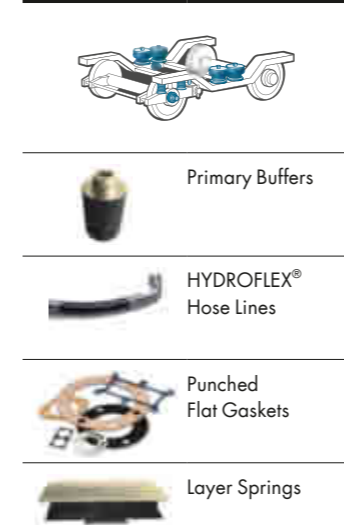 Primary Buffers
HYDROFLEX®
Hose Lines
Punched
Flat Gaskets
Layer Springs